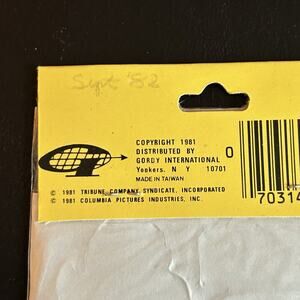 Sept '82
COPYRIGHT 1981
DISTRIBUTED BY
GORDY INTERNATIONAL
Yonkers, N Y 10701
MADE IN TAIWAN
0
70314
© 1981 TRIBUNE COMPANY SYNDICATE, INCORPORATED
© 1981 COLUMBIA PICTURES INDUSTRIES, INC.